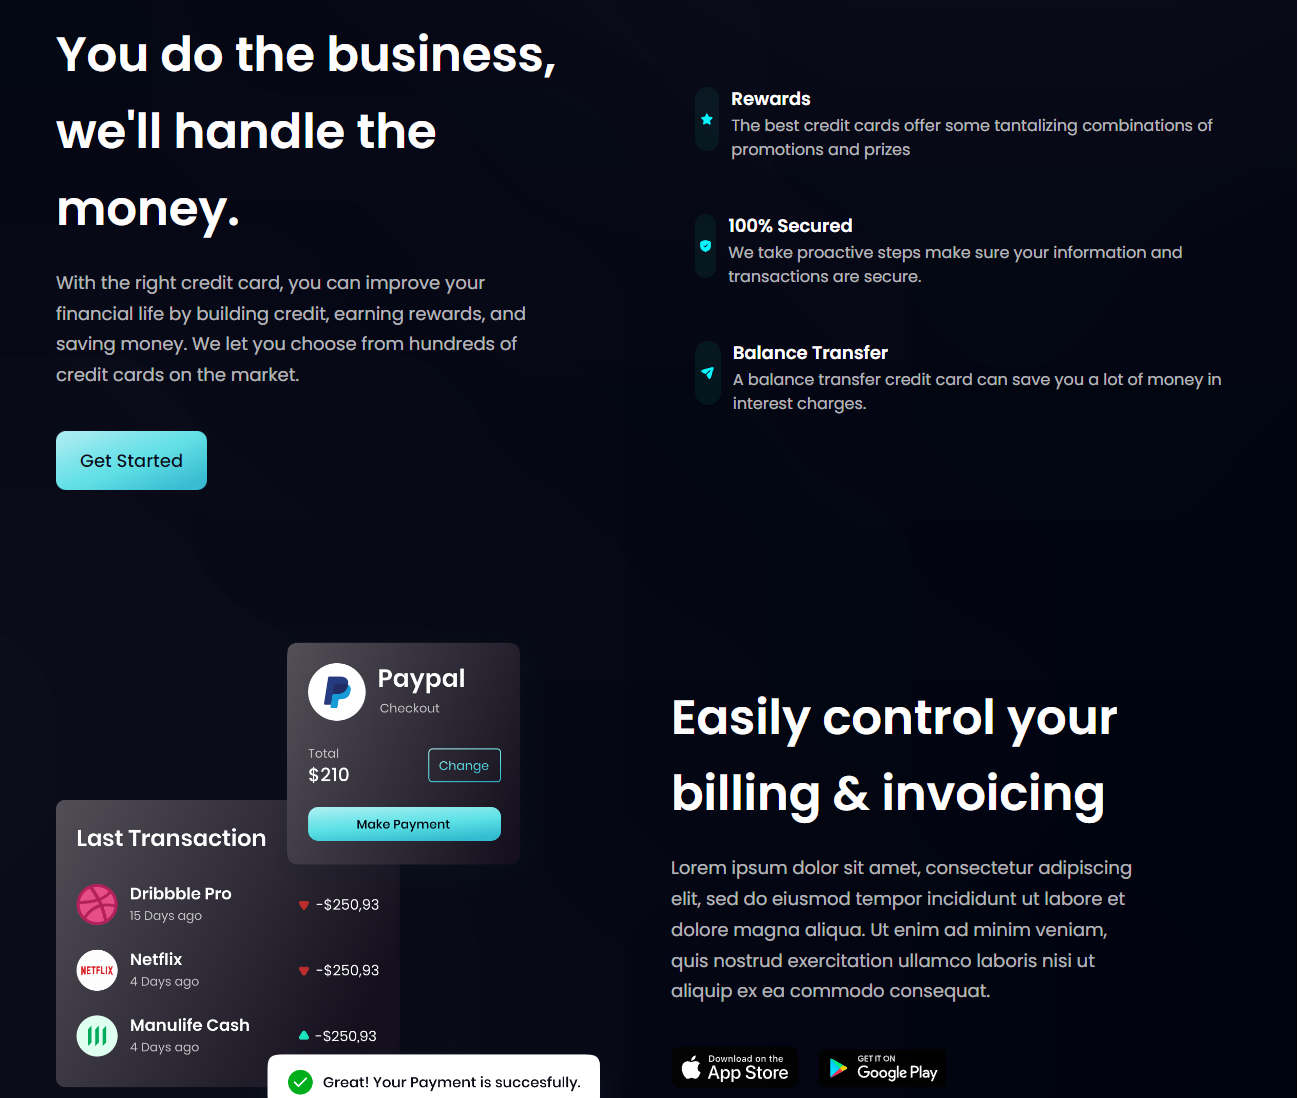 You do the business,
we'll handle the
money.
With the right credit card, you can improve your
financial life by building credit, earning rewards, and
saving money. We let you choose from hundreds of
credit cards on the market.
Get Started
Rewards
The best credit cards offer some tantalizing combinations of
promotions and prizes
100% Secured
We take proactive steps make sure your information and
transactions are secure.
Balance Transfer
A balance transfer credit card can save you a lot of money in
interest charges.
Paypal
Checkout
Total
$210
Change
Make Payment
Last Transaction
Dribbble Pro
15 Days ago
-$250,93
NETFLIX
Netflix
4 Days ago
-$250,93
Manulife Cash
4 Days ago
-$250,93
Great! Your Payment is succesfully.
Easily control your
billing & invoicing
Lorem ipsum dolor sit amet, consectetur adipiscing
elit, sed do eiusmod tempor incididunt ut labore et
dolore magna aliqua. Ut enim ad minim veniam,
quis nostrud exercitation ullamco laboris nisi ut
aliquip ex ea commodo consequat.
Download on the
App Store
GET IT ON
Google Play